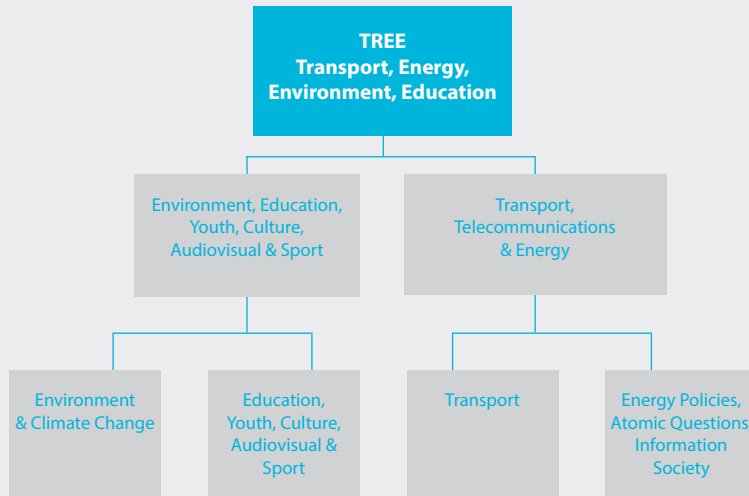 TREE
Transport, Energy,
Environment, Education
Environment, Education,
Youth, Culture,
Audiovisual & Sport
Transport,
Telecommunications
& Energy
Environment
& Climate Change
Education,
Youth, Culture,
Audiovisual &
Sport
Transport
Energy Policies,
Atomic Questions
Information
Society